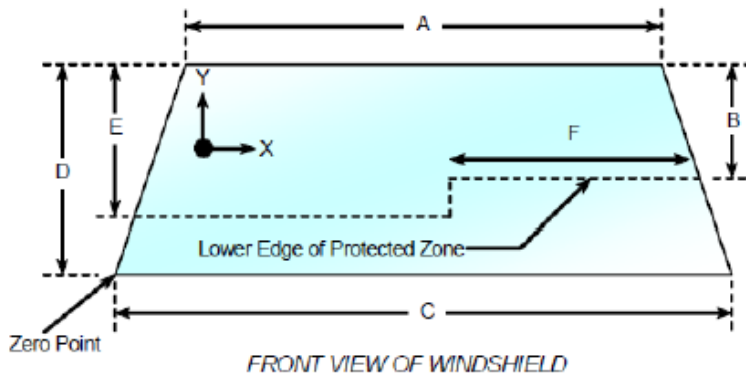 A
Y
B
E
X
F
D
Lower Edge of Protected Zone
C
Zero Point
FRONT VIEW OF WINDSHIELD